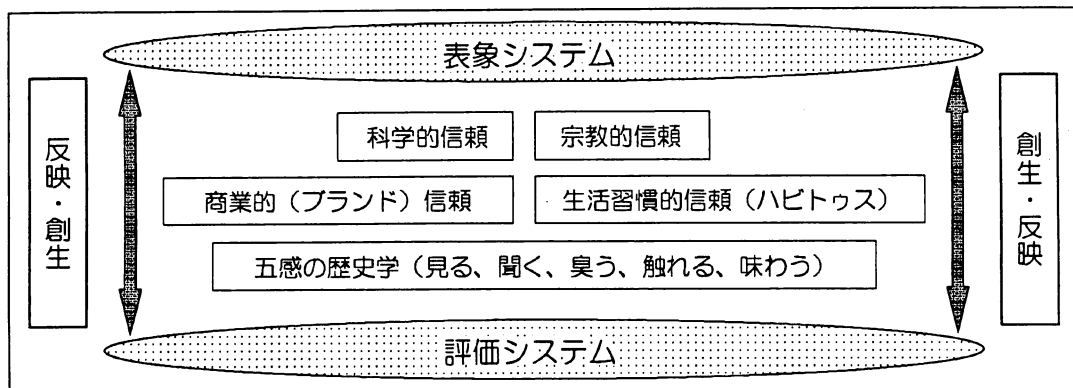 表象システム
反映・創生
科学的信頼
宗教的信頼
創生・反映
商業的（ブランド）信頼
生活習慣的信頼（ハビトゥス）
五感の歴史学（見る、聞く、臭う、触れる、味わう）
評価システム